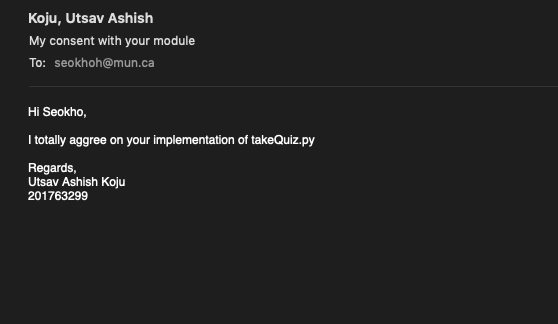 Koju, Utsav Ashish
My consent with your module
To: seokhoh@mun.ca
Hi Seokho,
I totally aggree on your implementation of takeQuiz.py
Regards,
Utsav Ashish Koju
201763299